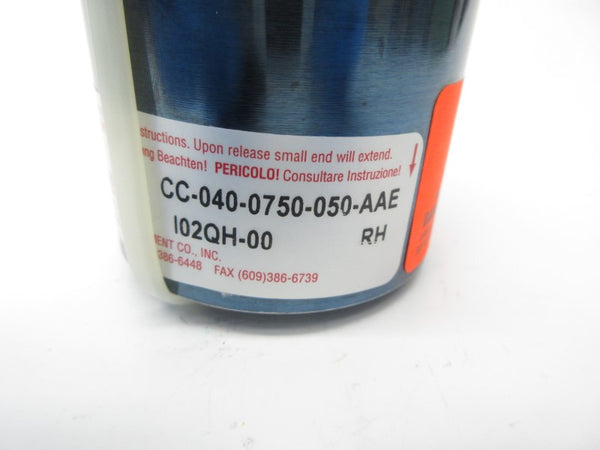 structions. Upon release small end will extend.
ng Beachten! PERICOLO! Consultare Instruzione!
CC-040-0750-050-AAE
I02QH-00 RH
MENT CO., INC.
386-6448 FAX (609)386-6739